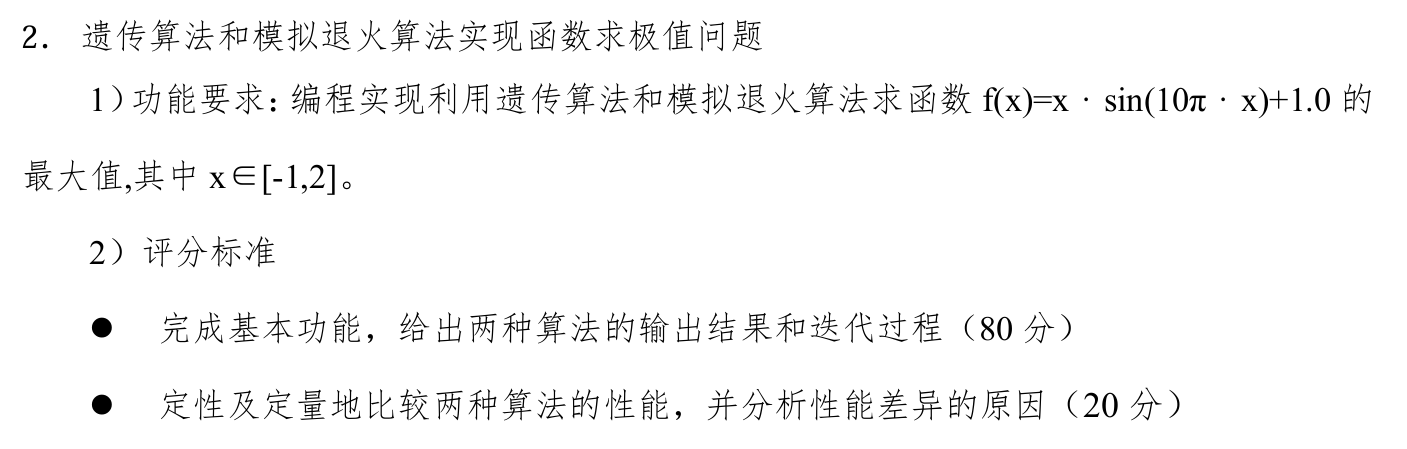 2. 遗传算法和模拟退火算法实现函数求极值问题
1)功能要求:编程实现利用遗传算法和模拟退火算法求函数 f(x)=x · sin(10π · x)+1.0 的
最大值,其中 x∈[-1,2]。
2）评分标准
● 完成基本功能，给出两种算法的输出结果和迭代过程（80 分）
● 定性及定量地比较两种算法的性能，并分析性能差异的原因（20 分）